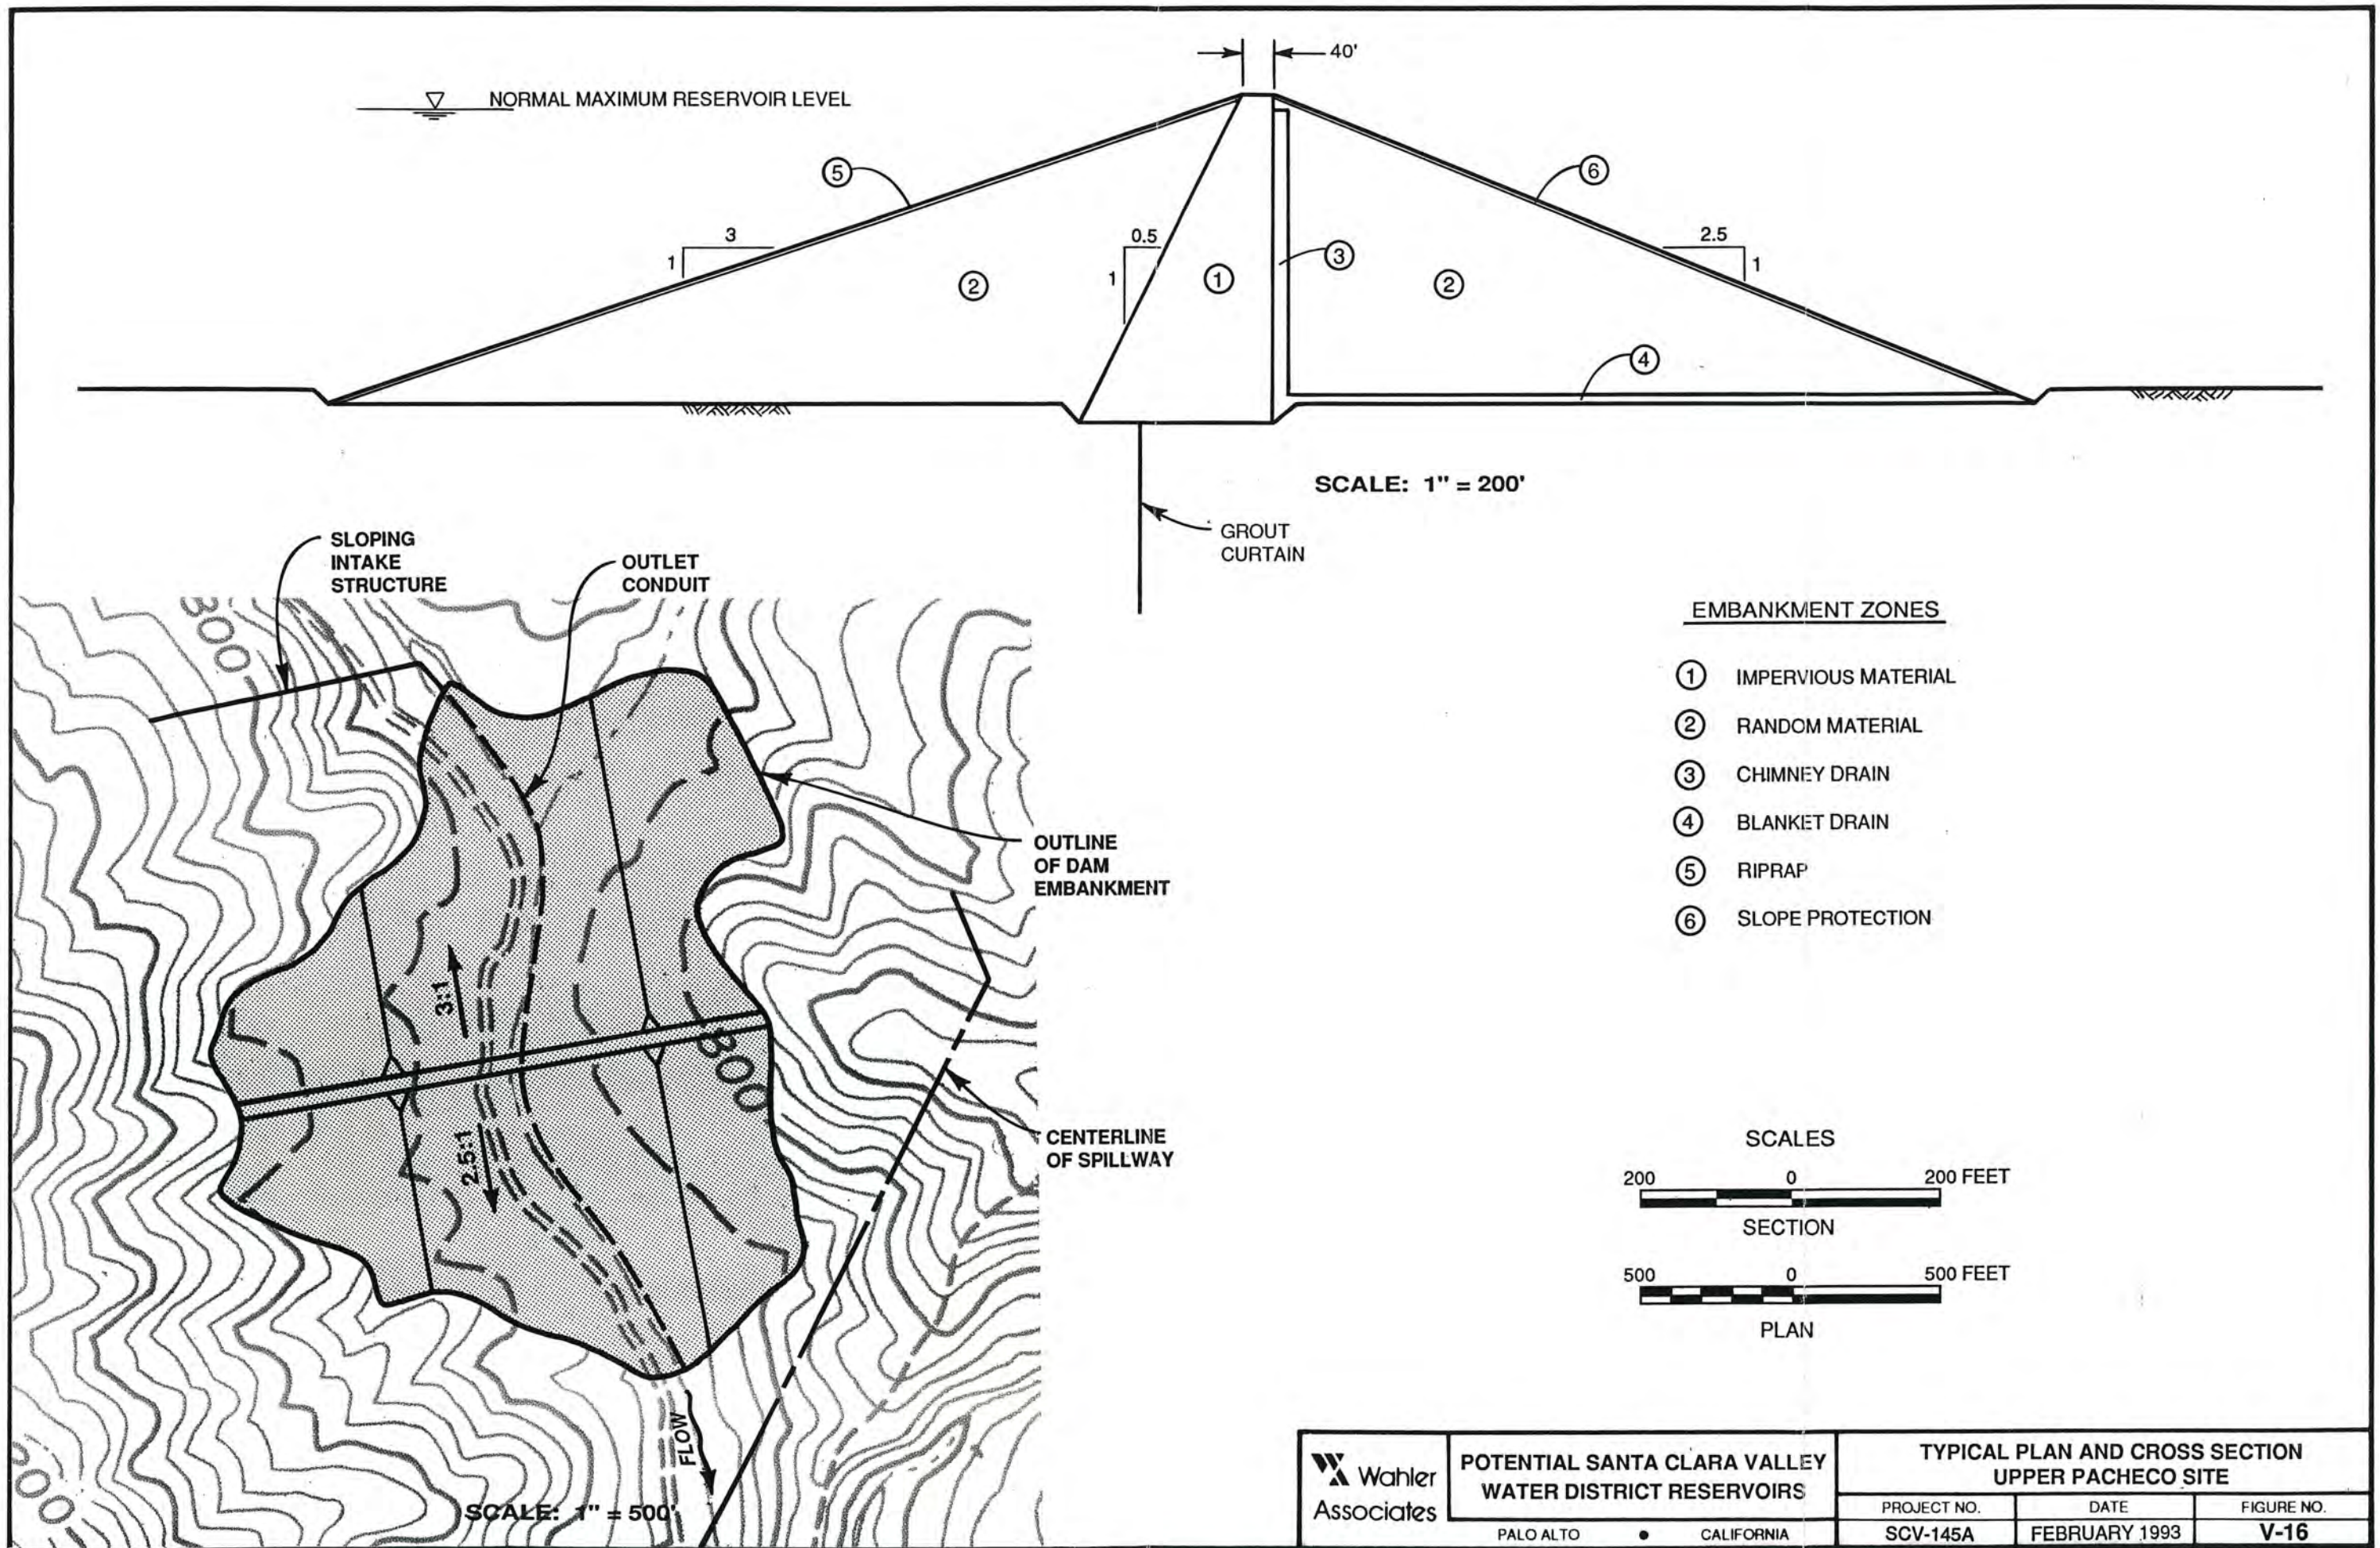 40'
NORMAL MAXIMUM RESERVOIR LEVEL
5
6
3
1
0.5
1
2.5
1
3
2
1
2
4
SCALE: 1" = 200'
GROUT
CURTAIN
SLOPING
INTAKE
STRUCTURE
OUTLET
CONDUIT
EMBANKMENT ZONES
1 IMPERVIOUS MATERIAL
2 RANDOM MATERIAL
3 CHIMNEY DRAIN
4 BLANKET DRAIN
5 RIPRAP
6 SLOPE PROTECTION
800
OUTLINE
OF DAM
EMBANKMENT
3:1
800
2.5:1
CENTERLINE
OF SPILLWAY
SCALES
200 0 200 FEET
SECTION
500 0 500 FEET
PLAN
FLOW
SCALE: 1" = 500'
Wahler
Associates
POTENTIAL SANTA CLARA VALLEY
WATER DISTRICT RESERVOIRS
PALO ALTO • CALIFORNIA
TYPICAL PLAN AND CROSS SECTION
UPPER PACHECO SITE
PROJECT NO. DATE FIGURE NO.
SCV-145A FEBRUARY 1993 V-16